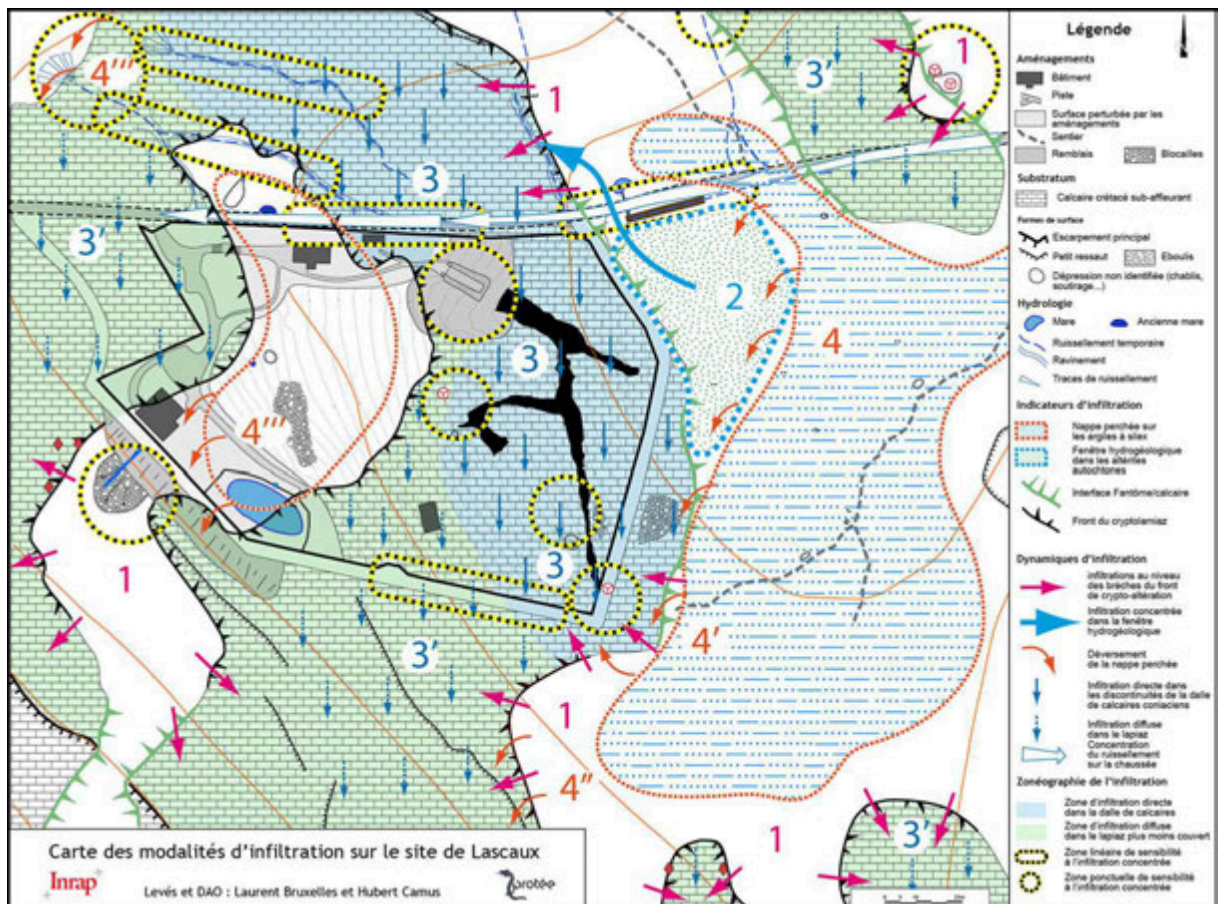 4'''
3'
1
1
3
3'
2
4
3
4'''
3
1
4'
3'
1
4''
1
3'
Carte des modalités d'infiltration sur le site de Lascaux
Inrap
Levés et DAO : Laurent Bruxelles et Hubert Camus
protée
Légende
Aménagements
Bâtiment
Piste
Surface perturbée par les
aménagements
Sentier
Remblais
Blocailles
Substratum
Calcaire crétacé sub-affleurant
Formes de surface
Escarpement principal
Petit ressaut
Eboulis
Dépression non identifiée (chablis,
soutirage...)
Hydrologie
Mare
Ancienne mare
Ruissellement temporaire
Ravinement
Traces de ruissellement
Indicateurs d'infiltration
Nappe perchée sur
les argiles à silex
Fenêtre hydrogéologique
dans les altérites
autochtones
Interface Fantôme/calcaire
Front du cryptolamiaz
Dynamiques d'infiltration
infiltrations au niveau
des brèches du front
de crypto-altération
Infiltration concentrée
dans la fenêtre
hydrogéologique
Déversement
de la nappe perchée
Infiltration directe dans
les discontinuités de la dalle
de calcaires coniaciens
Infiltration diffuse
dans le lapiaz
Concentration
du ruissellement
sur la chaussée
Zonéographie de l'infiltration
Zone d'infiltration directe
dans la dalle de calcaires
Zone d'infiltration diffuse
dans le lapiaz plus moins couvert
Zone linéaire de sensibilité
à l'infiltration concentrée
Zone ponctuelle de sensibilité
à l'infiltration concentrée